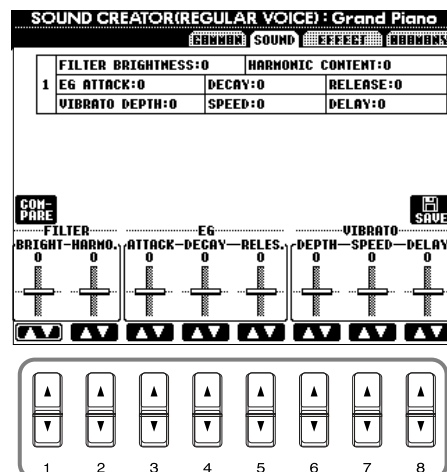 SOUND CREATOR(REGULAR VOICE) : Grand Piano
COMMON SOUND EFFECT HARMONY
FILTER BRIGHTNESS:0 HARMONIC CONTENT:0
1 EG ATTACK:0 DECAY:0 RELEASE:0
VIBRATO DEPTH:0 SPEED:0 DELAY:0
COM-
PARE
SAVE
FILTER EG VIBRATO
BRIGHT-HARMO. ATTACK-DECAY-RELES. DEPTH-SPEED-DELAY
0 0 0 0 0 0 0 0
1 2 3 4 5 6 7 8